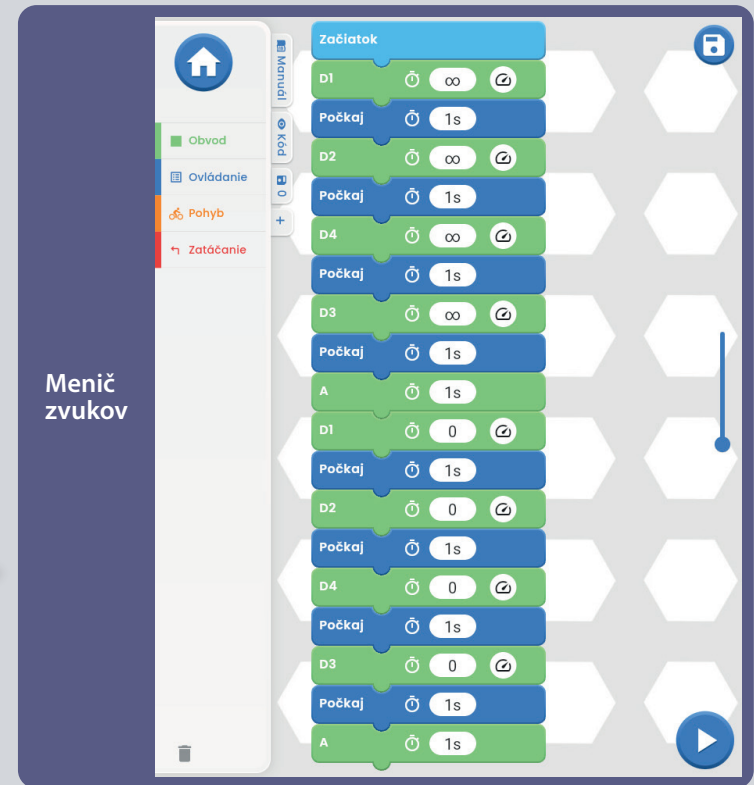 Menič
zvukov
Manuál
Kód
0
+
Obvod
Ovládanie
Pohyb
Zatáčanie
Začiatok
D1 ∞
Počkaj 1s
D2 ∞
Počkaj 1s
D4 ∞
Počkaj 1s
D3 ∞
Počkaj 1s
A 1s
D1 0
Počkaj 1s
D2 0
Počkaj 1s
D4 0
Počkaj 1s
D3 0
Počkaj 1s
A 1s